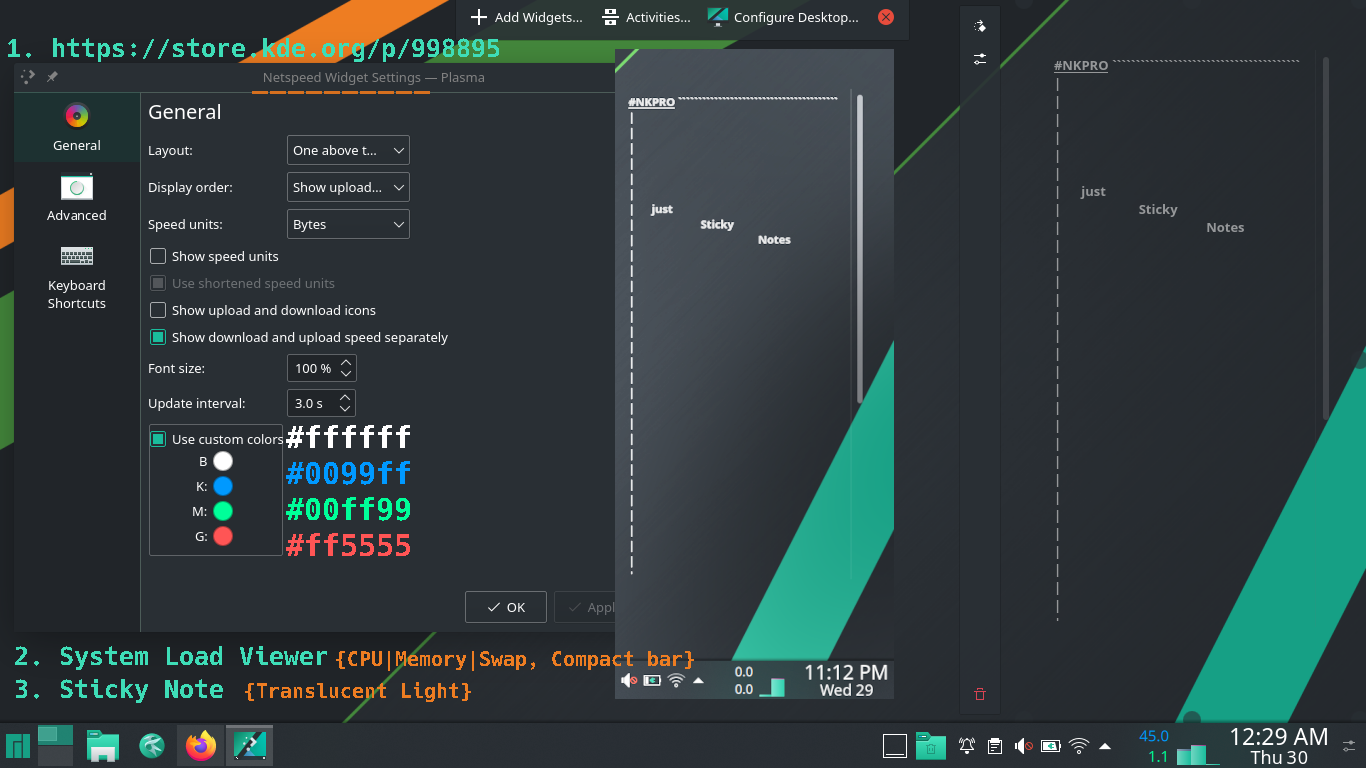 Add Widgets...
Activities...
Configure Desktop...
1. https://store.kde.org/p/998895
Netspeed Widget Settings — Plasma
General
Advanced
Keyboard
Shortcuts
General
Layout:
One above t...
Display order:
Show upload...
Speed units:
Bytes
Show speed units
Use shortened speed units
Show upload and download icons
Show download and upload speed separately
Font size:
100 %
Update interval:
3.0 s
Use custom colors
B
K:
M:
G:
#ffffff
#0099ff
#00ff99
#ff5555
OK
Appl
#NKPRO
just
Sticky
Notes
0.0
0.0
11:12 PM
Wed 29
#NKPRO
just
Sticky
Notes
2. System Load Viewer {CPU|Memory|Swap, Compact bar}
3. Sticky Note {Translucent Light}
45.0
1.1
12:29 AM
Thu 30